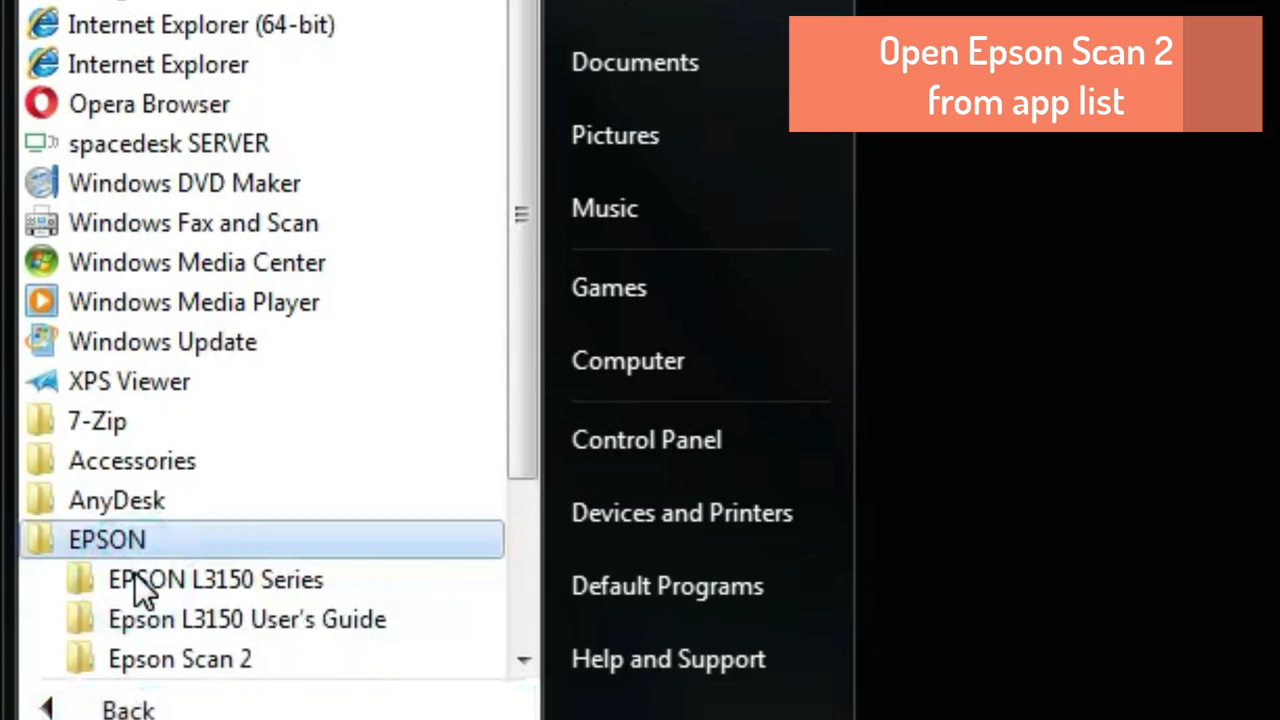 Internet Explorer (64-bit)
Internet Explorer
Opera Browser
spacedesk SERVER
Windows DVD Maker
Windows Fax and Scan
Windows Media Center
Windows Media Player
Windows Update
XPS Viewer
7-Zip
Accessories
AnyDesk
EPSON
EPSON L3150 Series
Epson L3150 User's Guide
Epson Scan 2
Back
Documents
Pictures
Music
Games
Computer
Control Panel
Devices and Printers
Default Programs
Help and Support
Open Epson Scan 2
from app list